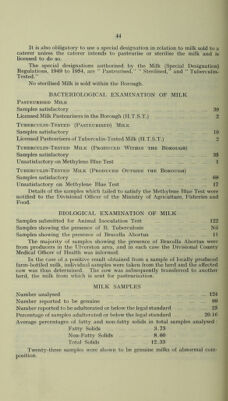 44
It is also obligatory to use a special designation in relation to milk sold to a
caterer unless the caterer intends to pasteurise or sterilise the milk and is
licensed to do so.
The special designations authorised by the Milk (Special Designation)
Regulations, 1949 to 1954, are " Pasteurised," " Sterilised," and " Tuberculin-
Tested."
No sterilised Milk is sold within the Borough.
BACTERIOLOGICAL EXAMINATION OF MILK
Pasteurised Milk
Samples satisfactory 39
Licensed Milk Pasteurisers in the Borough (H.T.S.T.) 2
Tuberculin-Tested (Pasteurised) Milk
Samples satisfactory 19
Licensed Pasteurisers of Tuberculin-Tested Milk (H.T.S.T.) 2
Tuberculin-Tested Milk (Produced Within the Borough)
Samples satisfactory 33
Unsatisfactory on Methylene Blue Test 1
Tuberculin-Tested Milk (Produced Outside the Borough)
Samples satisfactory 69
Unsatisfactory on Methylene Blue Test 17
Details of the samples which failed to satisfy the Methylene Blue Test were
notified to the Divisional Officer of the Ministry of Agriculture, Fisheries and
Food.
BIOLOGICAL EXAMINATION OF MILK
Samples submitted for Animal Inoculation Test 122
Samples showing the presence of B. Tuberculosis Nil
Samples showing the presence of Brucella Abortus 11
The majority of samples showing the presence of Brucella Abortus were
from producers in the Ulverston area, and in each case the Divisional County
Medical Officer of Health was informed.
In the case of a positive result obtained from a sample of locally produced
farm-bottled milk, individual samples were taken from the herd and the affected
cow was thus determined. The cow was subsequently transferred to another
herd, the milk from which is sent for pasteurisation.
MILK SAMPLES
Number analysed 124
Number reported to be genuine 99
Number reported to be adulterated or below the legal standard 25
Percentage of samples adulterated or below the legal standard 20.16
Average percentages of fatty and non-fatty solids in total samples analysed :
Fatty Solids 3.73
Non-Fatty Solids 8.60
Total Solids 12.33
Twenty-three samples were shown to be genuine milks of abnormal com-
position.